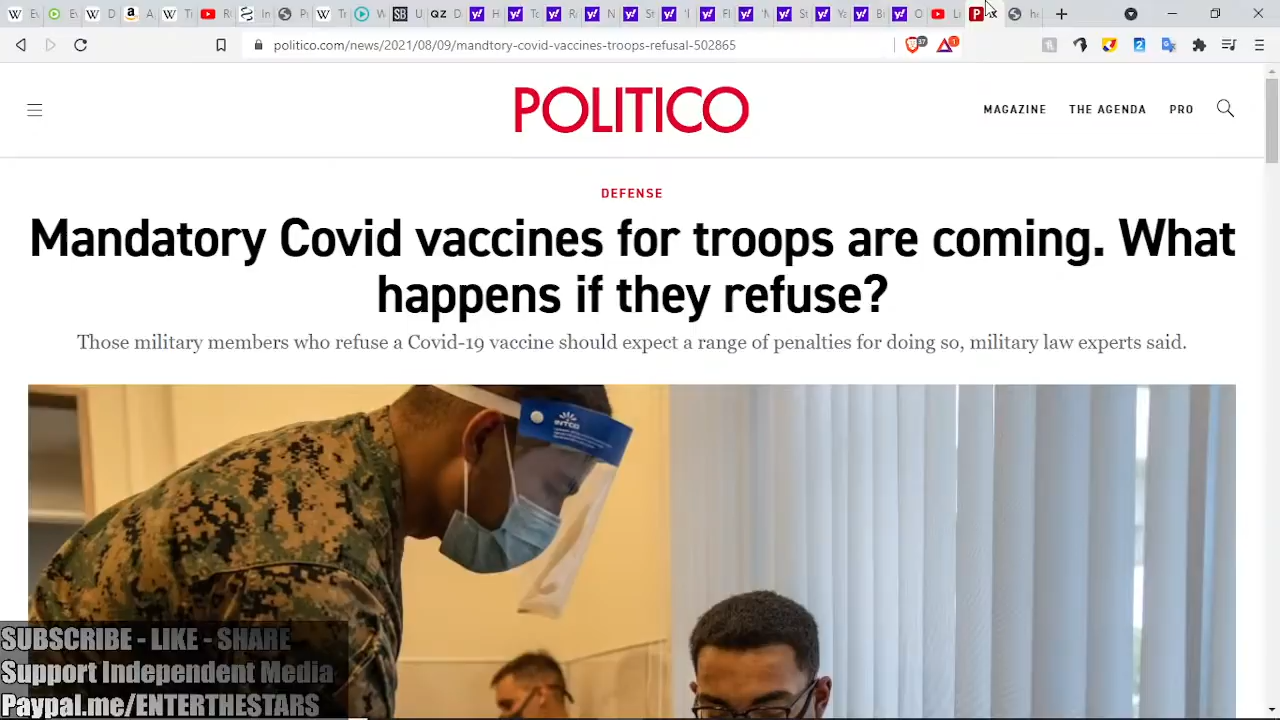 politico.com/news/2021/08/09/mandtory-covid-vaccines-troops-refusal-502865
POLITICO
MAGAZINE
THE AGENDA
PRO
DEFENSE
Mandatory Covid vaccines for troops are coming. What
happens if they refuse?
Those military members who refuse a Covid-19 vaccine should expect a range of penalties for doing so, military law experts said.
SUBSCRIBE - LIKE - SHARE
Support Independent Media
Paypal.me/ENTERTHESTARS